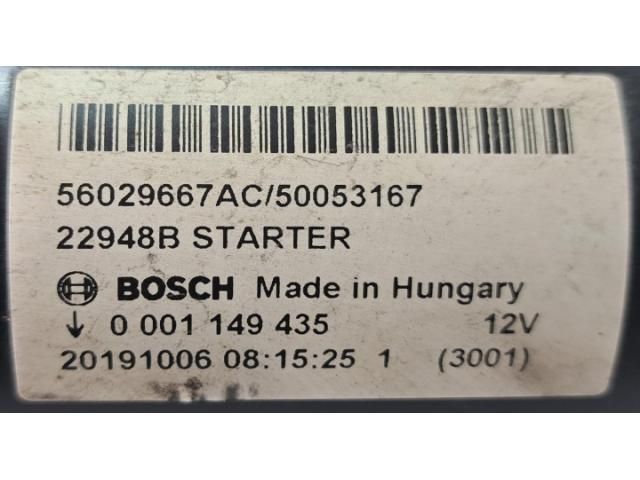 56029667AC/50053167
22948B STARTER
BOSCH Made in Hungary
↓ 0 001 149 435 12V
20191006 08:15:25 1 (3001)